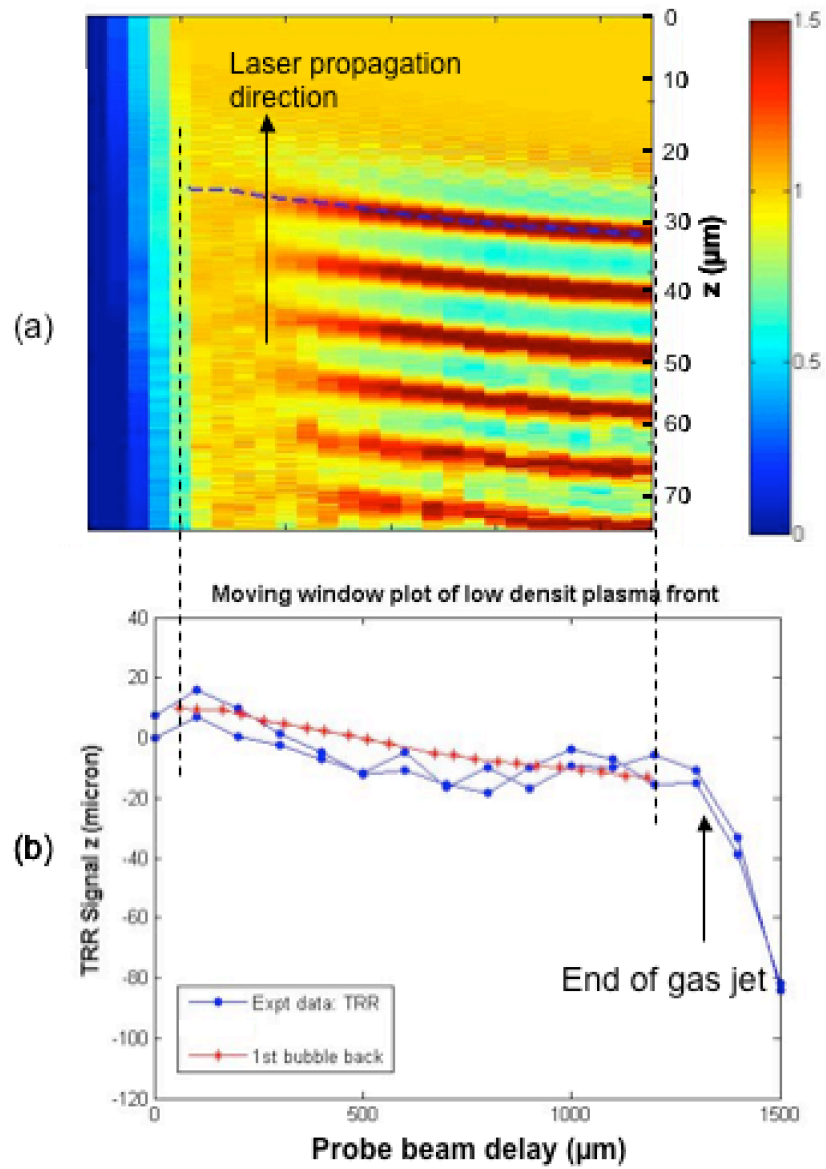 0
10
20
30
40
50
60
70
z (µm)
1.5
1
0.5
0
Laser propagation
direction
(a)
Moving window plot of low densit plasma front
40
20
0
-20
-40
-60
-80
-100
-120
TRR Signal z (micron)
(b)
End of gas jet
Expt data: TRR
1st bubble back
0
500
1000
1500
Probe beam delay (µm)